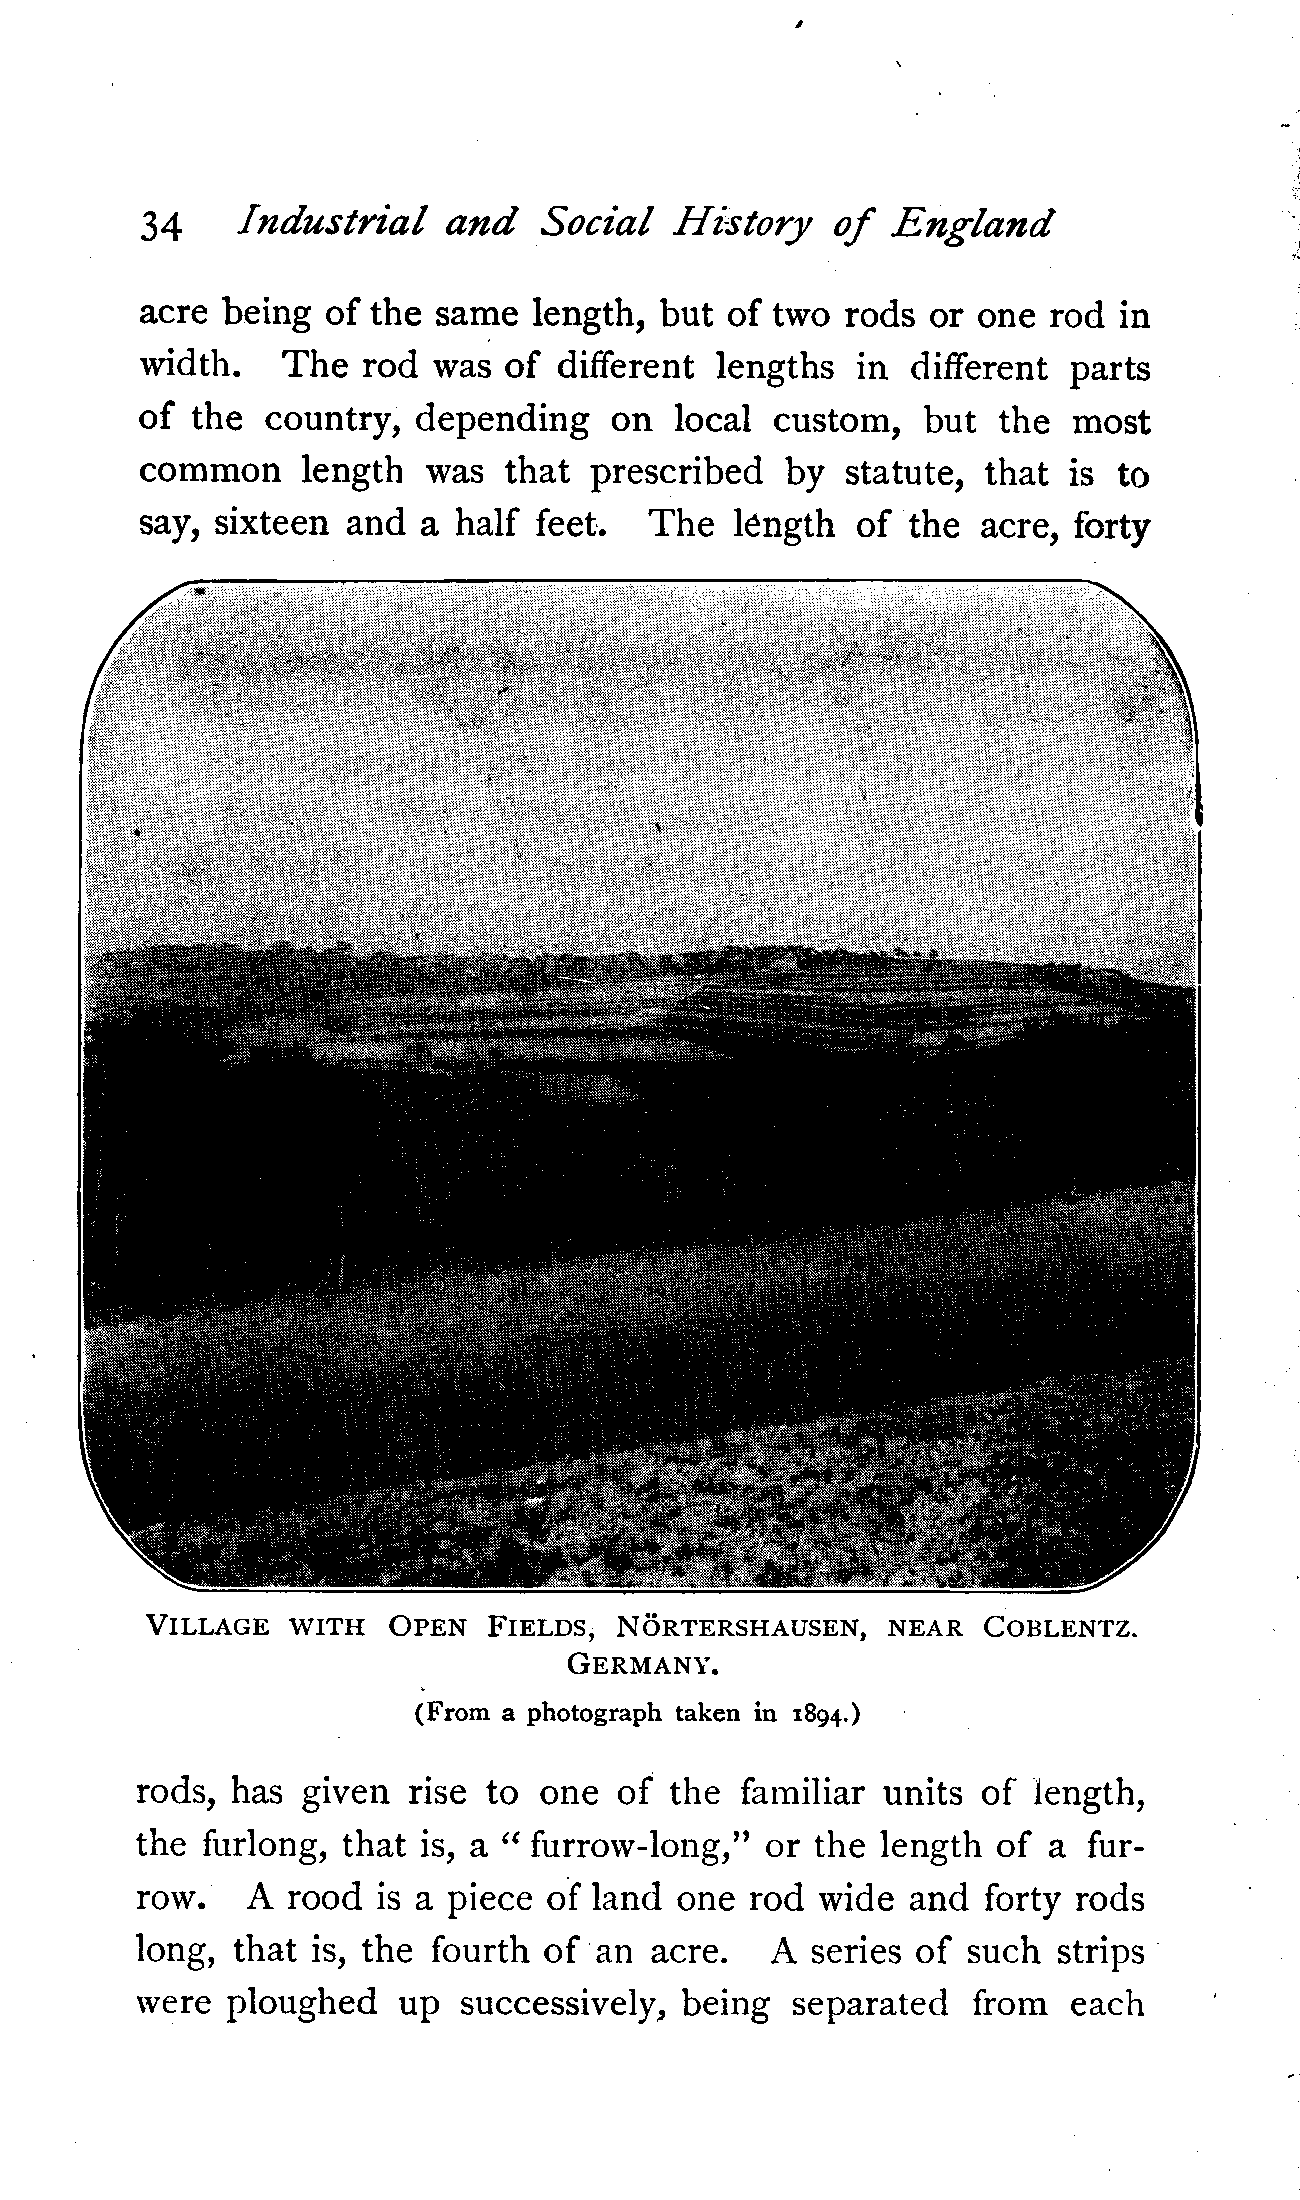 34 Industrial and Social History of England
acre being of the same length, but of two rods or one rod in
width. The rod was of different lengths in different parts
of the country, depending on local custom, but the most
common length was that prescribed by statute, that is to
say, sixteen and a half feet. The length of the acre, forty
VILLAGE WITH OPEN FIELDS, NÖRTERSHAUSEN, NEAR COBLENTZ.
GERMANY.
(From a photograph taken in 1894.)
rods, has given rise to one of the familiar units of length,
the furlong, that is, a “ furrow-long,” or the length of a fur-
row. A rood is a piece of land one rod wide and forty rods
long, that is, the fourth of an acre. A series of such strips
were ploughed up successively, being separated from each